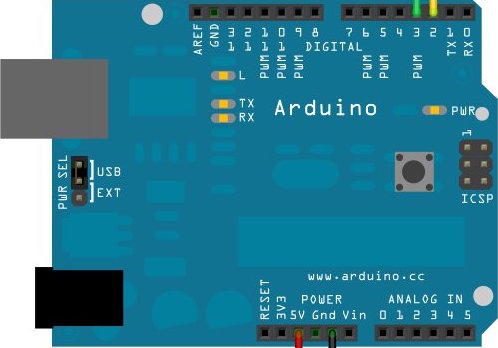 AREF
GND
13
12
11
10
9
8
7
6
5
4
3
2
1
0
PWM
PWM
PWM
PWM
PWM
PWM
TX
RX
DIGITAL
L
TX
RX
Arduino
PWR
1
ICSP
PWR SEL
USB
EXT
www.arduino.cc
RESET
3V3
POWER
5V Gnd Vin
ANALOG IN
0 1 2 3 4 5